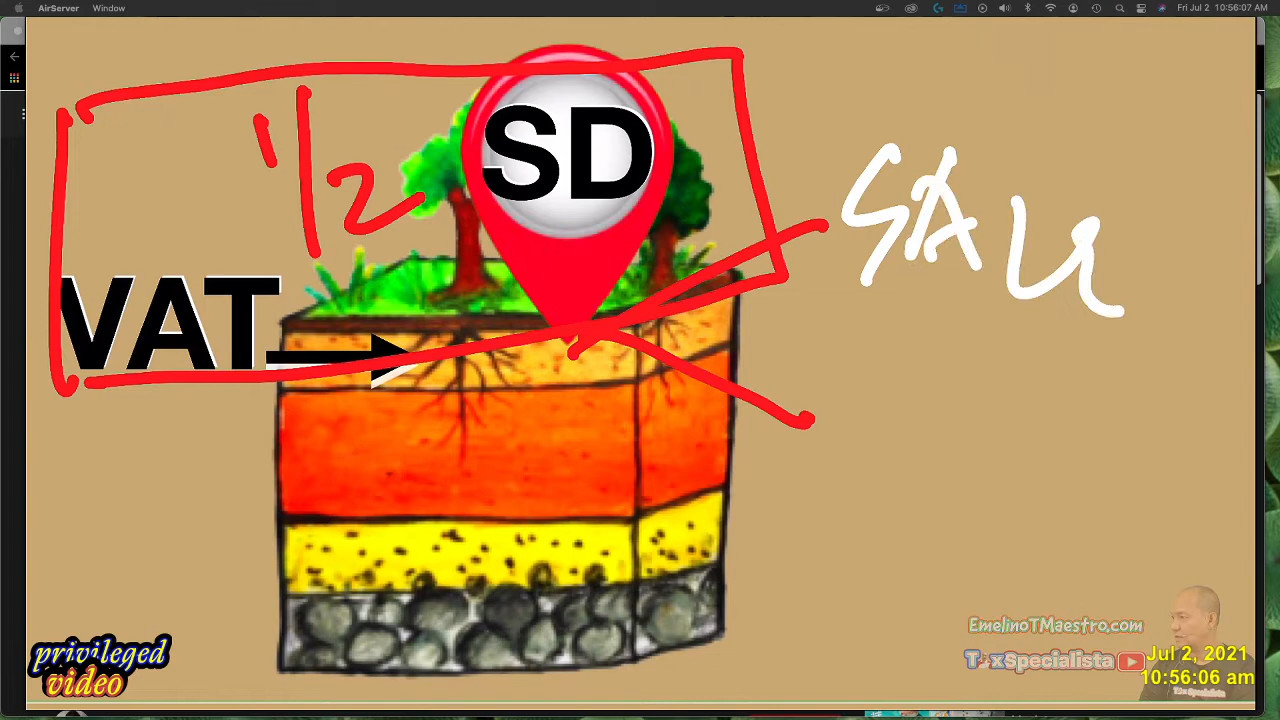 AirServer Window Fri Jul 2 10:56:07 AM
1/2
SD
VAT
privileged
video
EmelinoTMaestro.com
TaxSpecialista
Jul 2, 2021
10:56:06 am